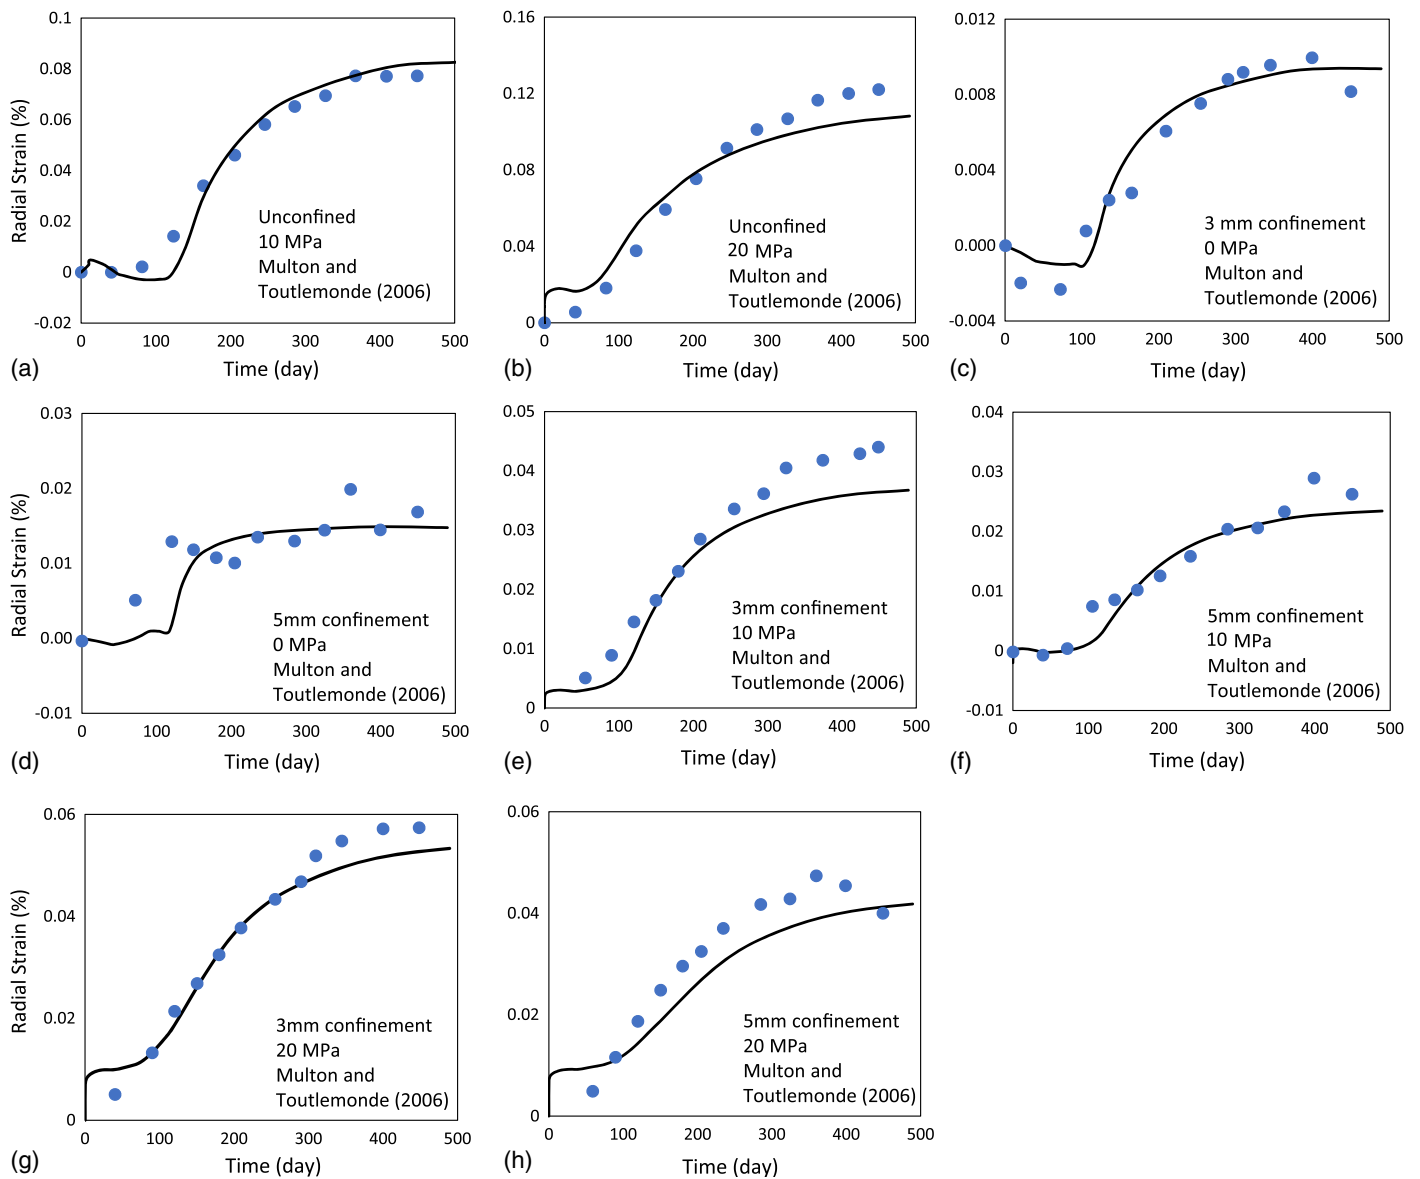 0.1
0.08
0.06
0.04
0.02
0
-0.02
Radial Strain (%)
0 100 200 300 400 500
Time (day)
Unconfined
10 MPa
Multon and
Toutlemonde (2006)
(a)
0.16
0.12
0.08
0.04
0
0 100 200 300 400 500
Time (day)
Unconfined
20 MPa
Multon and
Toutlemonde (2006)
(b)
0.012
0.008
0.004
0.000
-0.004
0 100 200 300 400 500
Time (day)
3 mm confinement
0 MPa
Multon and
Toutlemonde (2006)
(c)
0.03
0.02
0.01
0.00
-0.01
Radial Strain (%)
0 100 200 300 400 500
Time (day)
5mm confinement
0 MPa
Multon and
Toutlemonde (2006)
(d)
0.05
0.04
0.03
0.02
0.01
0
0 100 200 300 400 500
Time (day)
3mm confinement
10 MPa
Multon and
Toutlemonde (2006)
(e)
0.04
0.03
0.02
0.01
0
-0.01
0 100 200 300 400 500
Time (day)
5mm confinement
10 MPa
Multon and
Toutlemonde (2006)
(f)
0.06
0.04
0.02
0
Radial Strain (%)
0 100 200 300 400 500
Time (day)
3mm confinement
20 MPa
Multon and
Toutlemonde (2006)
(g)
0.06
0.04
0.02
0
0 100 200 300 400 500
Time (day)
5mm confinement
20 MPa
Multon and
Toutlemonde (2006)
(h)